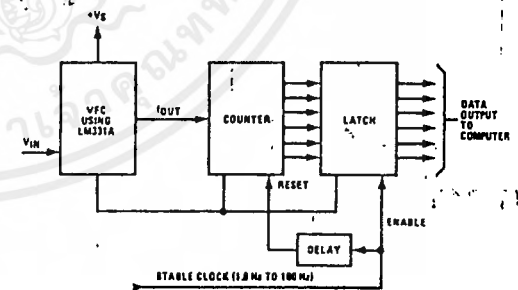 +VS
VFC
USING
LM331A
fOUT
VIN
COUNTER
LATCH
DATA
OUTPUT
TO
COMPUTER
RESET
ENABLE
DELAY
STABLE CLOCK (1.0 Hz TO 100 Hz)